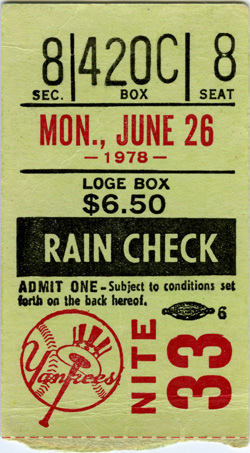 8 420C 8
SEC. BOX SEAT
MON., JUNE 26
—1978—
LOGE BOX
$6.50
RAIN CHECK
ADMIT ONE – Subject to conditions set
forth on the back hereof.
6
Yankees
NITE
33